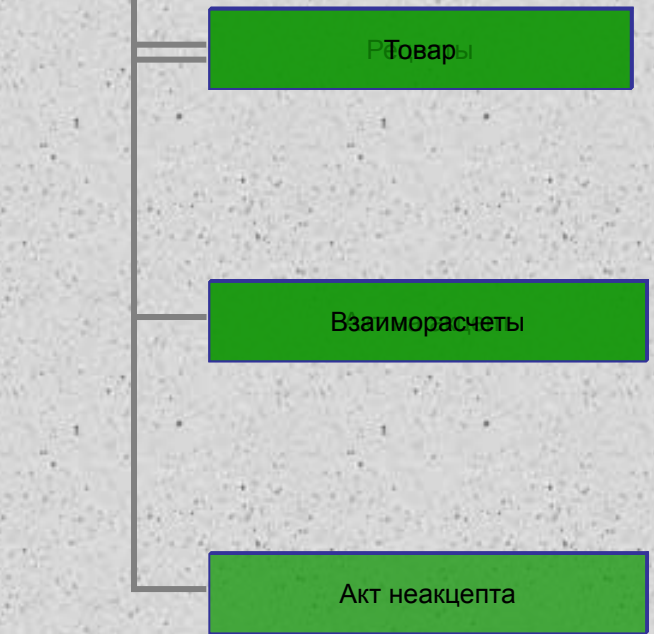 Товар
Взаиморасчеты
Акт неакцепта